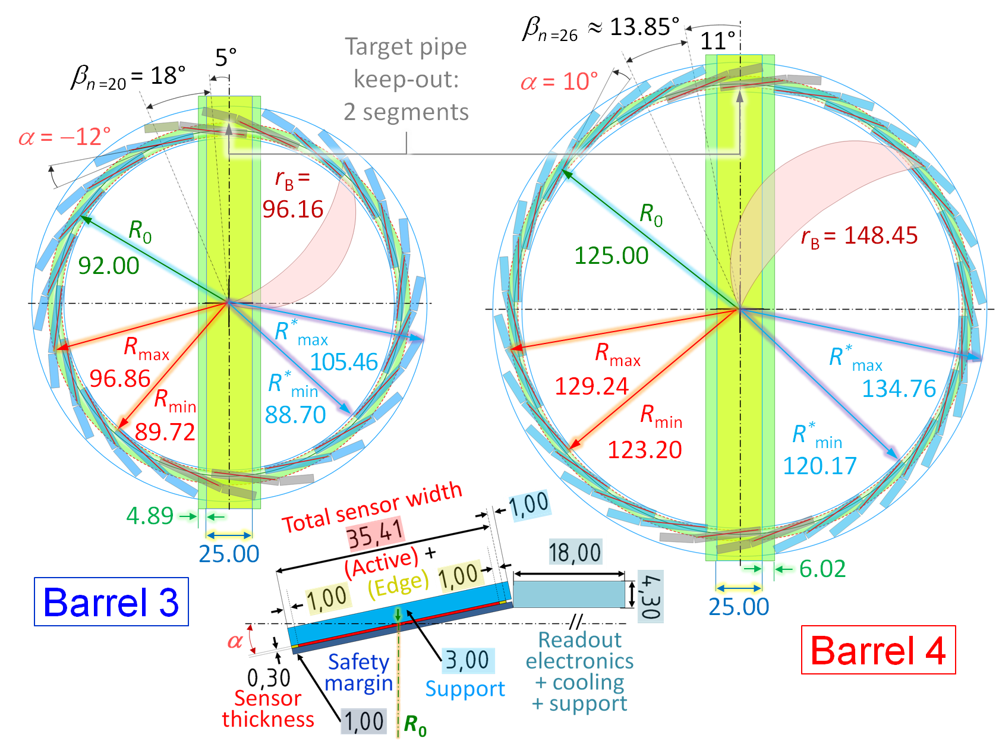 β n=20 = 18°
5°
α = −12°
Target pipe
keep-out:
2 segments
β n=26 ≈ 13.85°
11°
α = 10°
r B =
96.16
R 0
92.00
R max
96.86
R min
89.72
R* max
105.46
R* min
88.70
4.89
25.00
Barrel 3
R 0
125.00
r B = 148.45
R max
129.24
R min
123.20
R* max
134.76
R* min
120.17
6.02
25.00
Barrel 4
Total sensor width
35,41
(Active) +
(Edge)
1,00
1,00
1,00
18,00
4,30
α
0,30
Sensor
thickness
Safety
margin
1,00
3,00
Support
R0
Readout
electronics
+ cooling
+ support